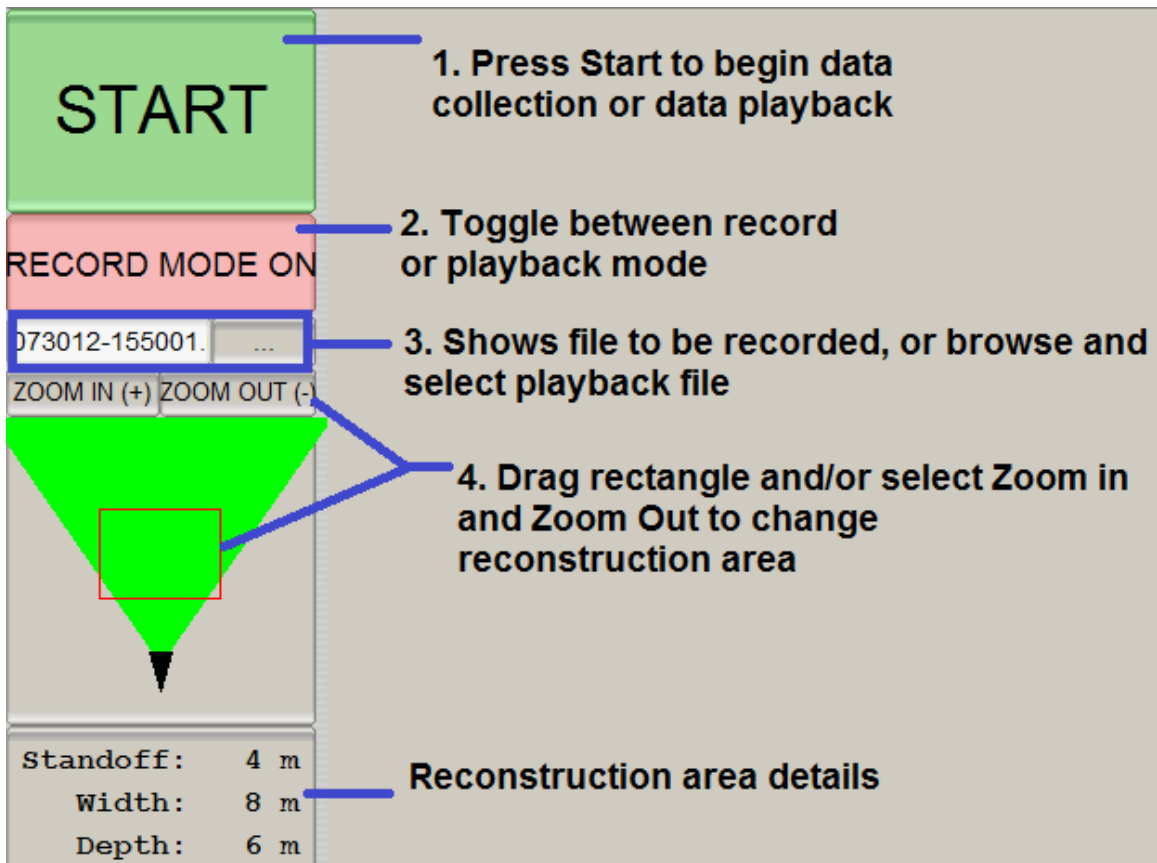 START
1. Press Start to begin data
collection or data playback
RECORD MODE ON
2. Toggle between record
or playback mode
073012-155001.
...
3. Shows file to be recorded, or browse and
select playback file
ZOOM IN (+)
ZOOM OUT (-)
4. Drag rectangle and/or select Zoom in
and Zoom Out to change
reconstruction area
Standoff: 4 m
Width: 8 m
Depth: 6 m
Reconstruction area details